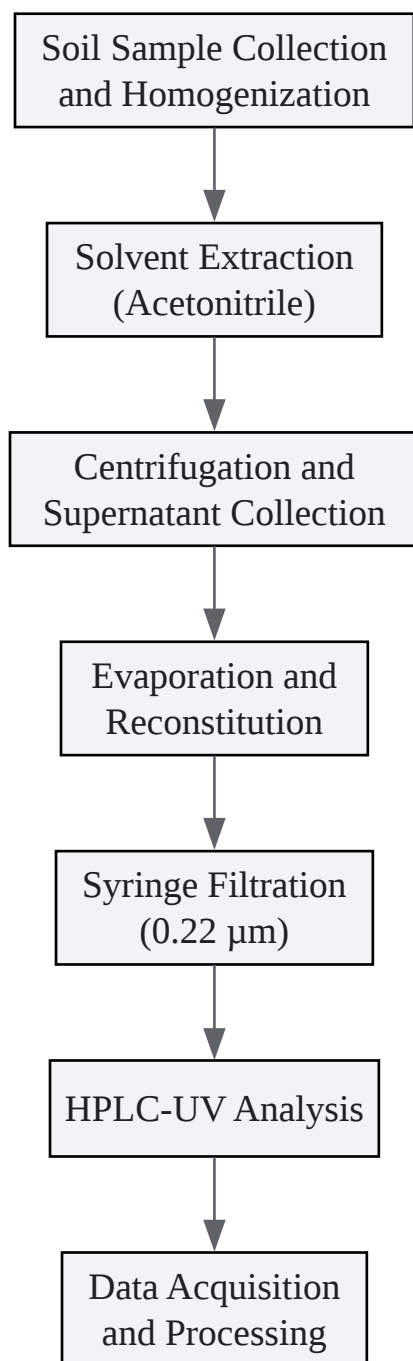 Soil Sample Collection
and Homogenization
Solvent Extraction
(Acetonitrile)
Centrifugation and
Supernatant Collection
Evaporation and
Reconstitution
Syringe Filtration
(0.22 µm)
HPLC-UV Analysis
Data Acquisition
and Processing